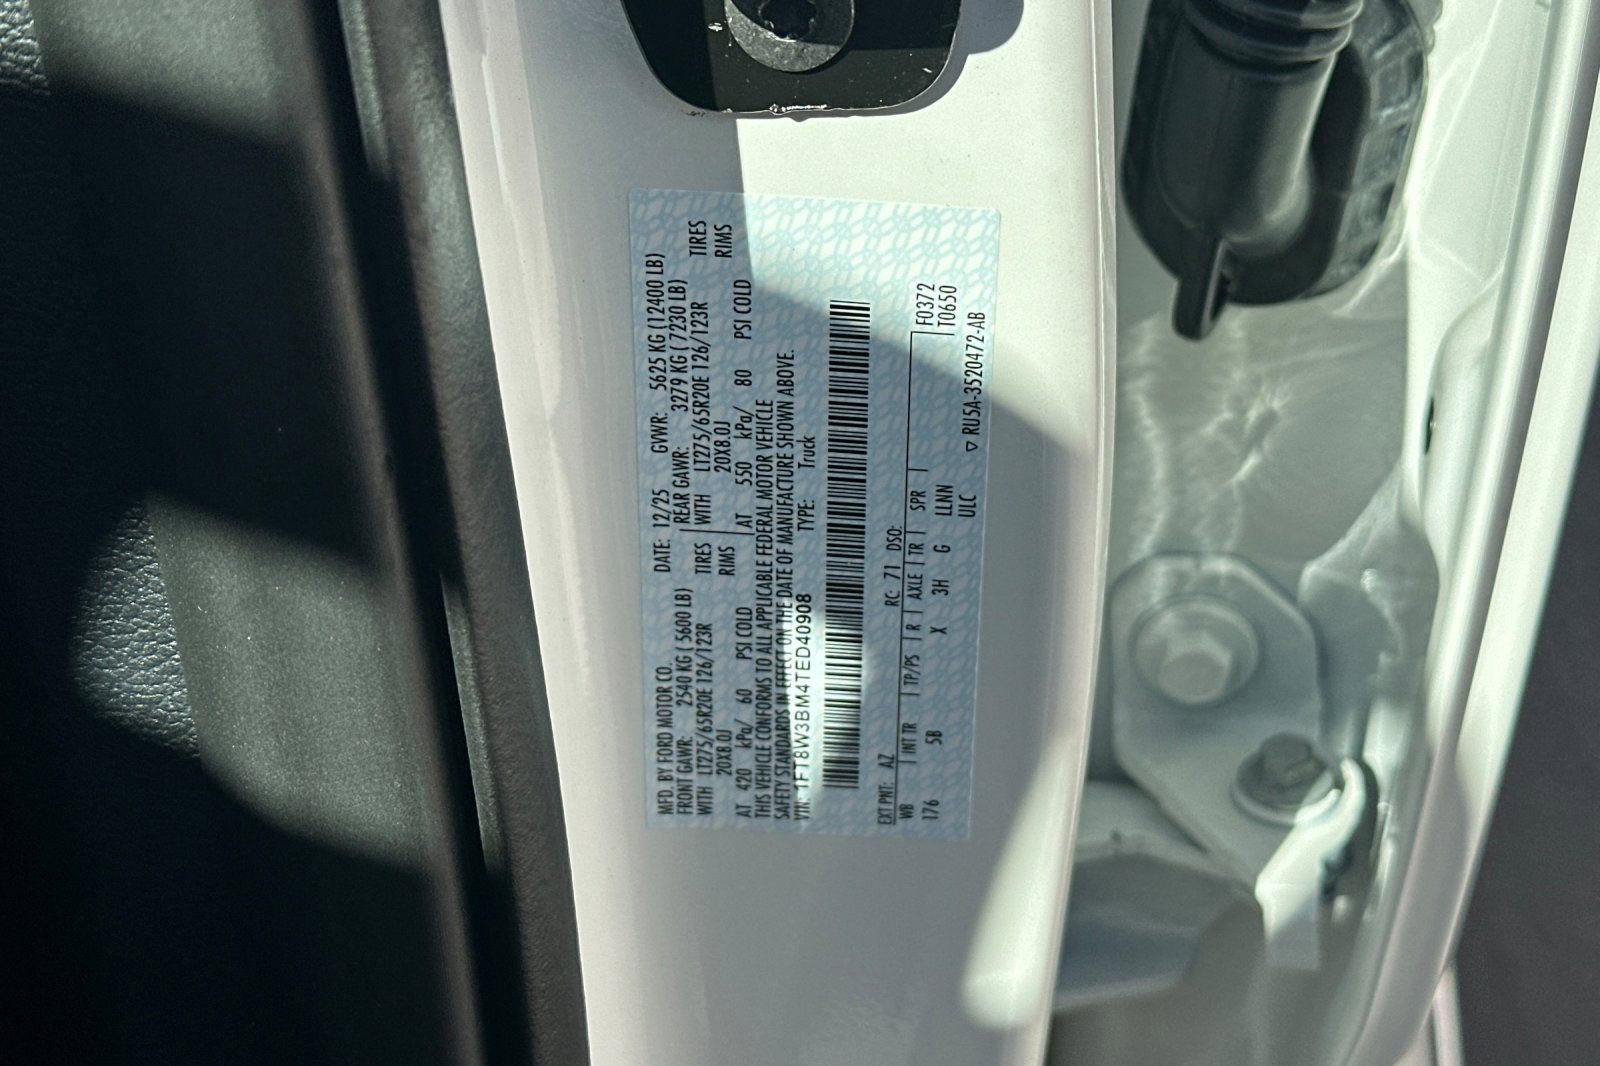 MFD. BY FORD MOTOR CO. DATE: 12/25 GVWR: 5625 KG (12400 LB)
FRONT GAWR: 2540 KG ( 5600 LB) REAR GAWR: 3279 KG ( 7230 LB)
WITH LT275/65R20E 126/123R TIRES WITH LT275/65R20E 126/123R TIRES
20X8.0J RIMS 20X8.0J RIMS
AT 420 kPa/ 60 PSI COLD AT 550 kPa/ 80 PSI COLD
THIS VEHICLE CONFORMS TO ALL APPLICABLE FEDERAL MOTOR VEHICLE
SAFETY STANDARDS IN EFFECT ON THE DATE OF MANUFACTURE SHOWN ABOVE.
VIN: 1FT8W3BM4TED40908 TYPE: Truck
EXT PNT: AZ RC: 71 DSO:
WB INT TR TP/PS R AXLE TR SPR F0372
176 5B X 3H G LLNN T0650
ULC ▽ RU5A-3520472-AB